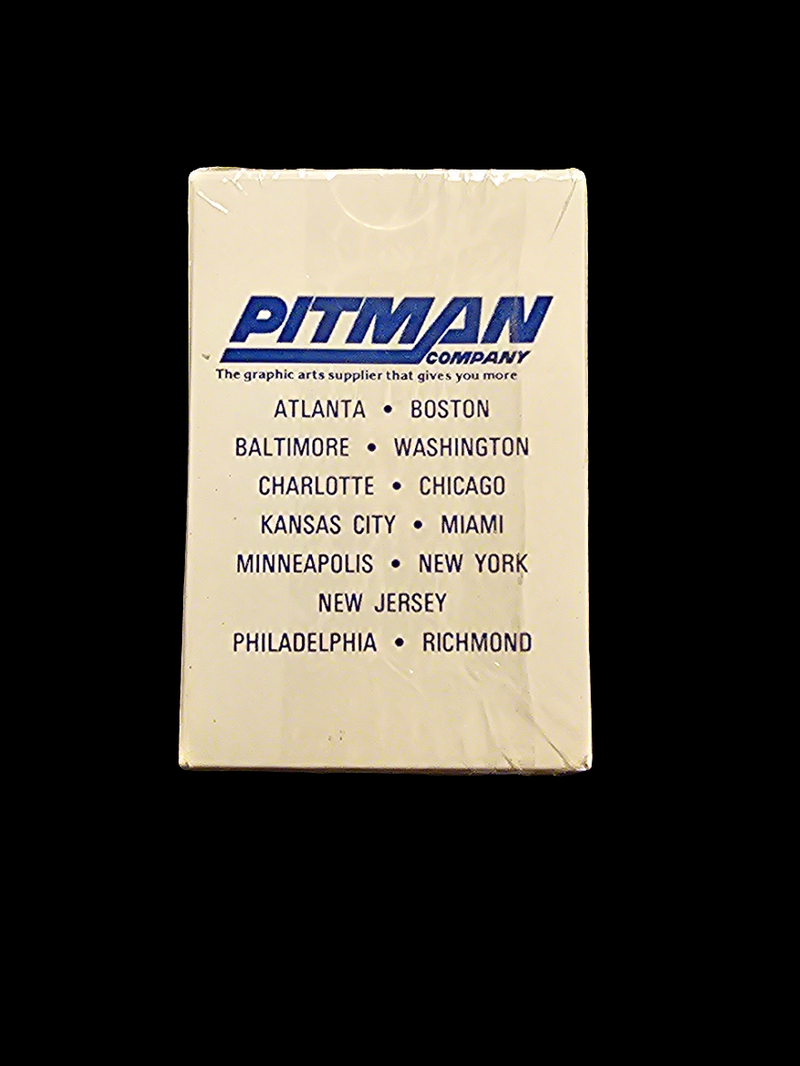 PITMAN
COMPANY
The graphic arts supplier that gives you more
ATLANTA • BOSTON
BALTIMORE • WASHINGTON
CHARLOTTE • CHICAGO
KANSAS CITY • MIAMI
MINNEAPOLIS • NEW YORK
NEW JERSEY
PHILADELPHIA • RICHMOND